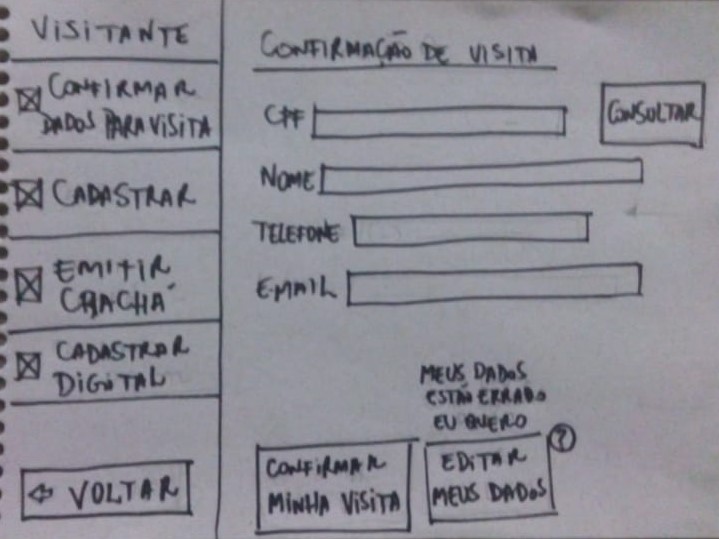 VISITANTE
CONFIRMAR
DADOS PARA VISITA
CADASTRAR
EMITIR
CRACHÁ
CADASTRAR
DIGITAL
⇦ VOLTAR
CONFIRMAÇÃO DE VISITA
CPF
CONSULTAR
NOME
TELEFONE
E-MAIL
MEUS DADOS
ESTÃO ERRADO
EU QUERO
CONFIRMAR
MINHA VISITA
EDITAR
MEUS DADOS
?